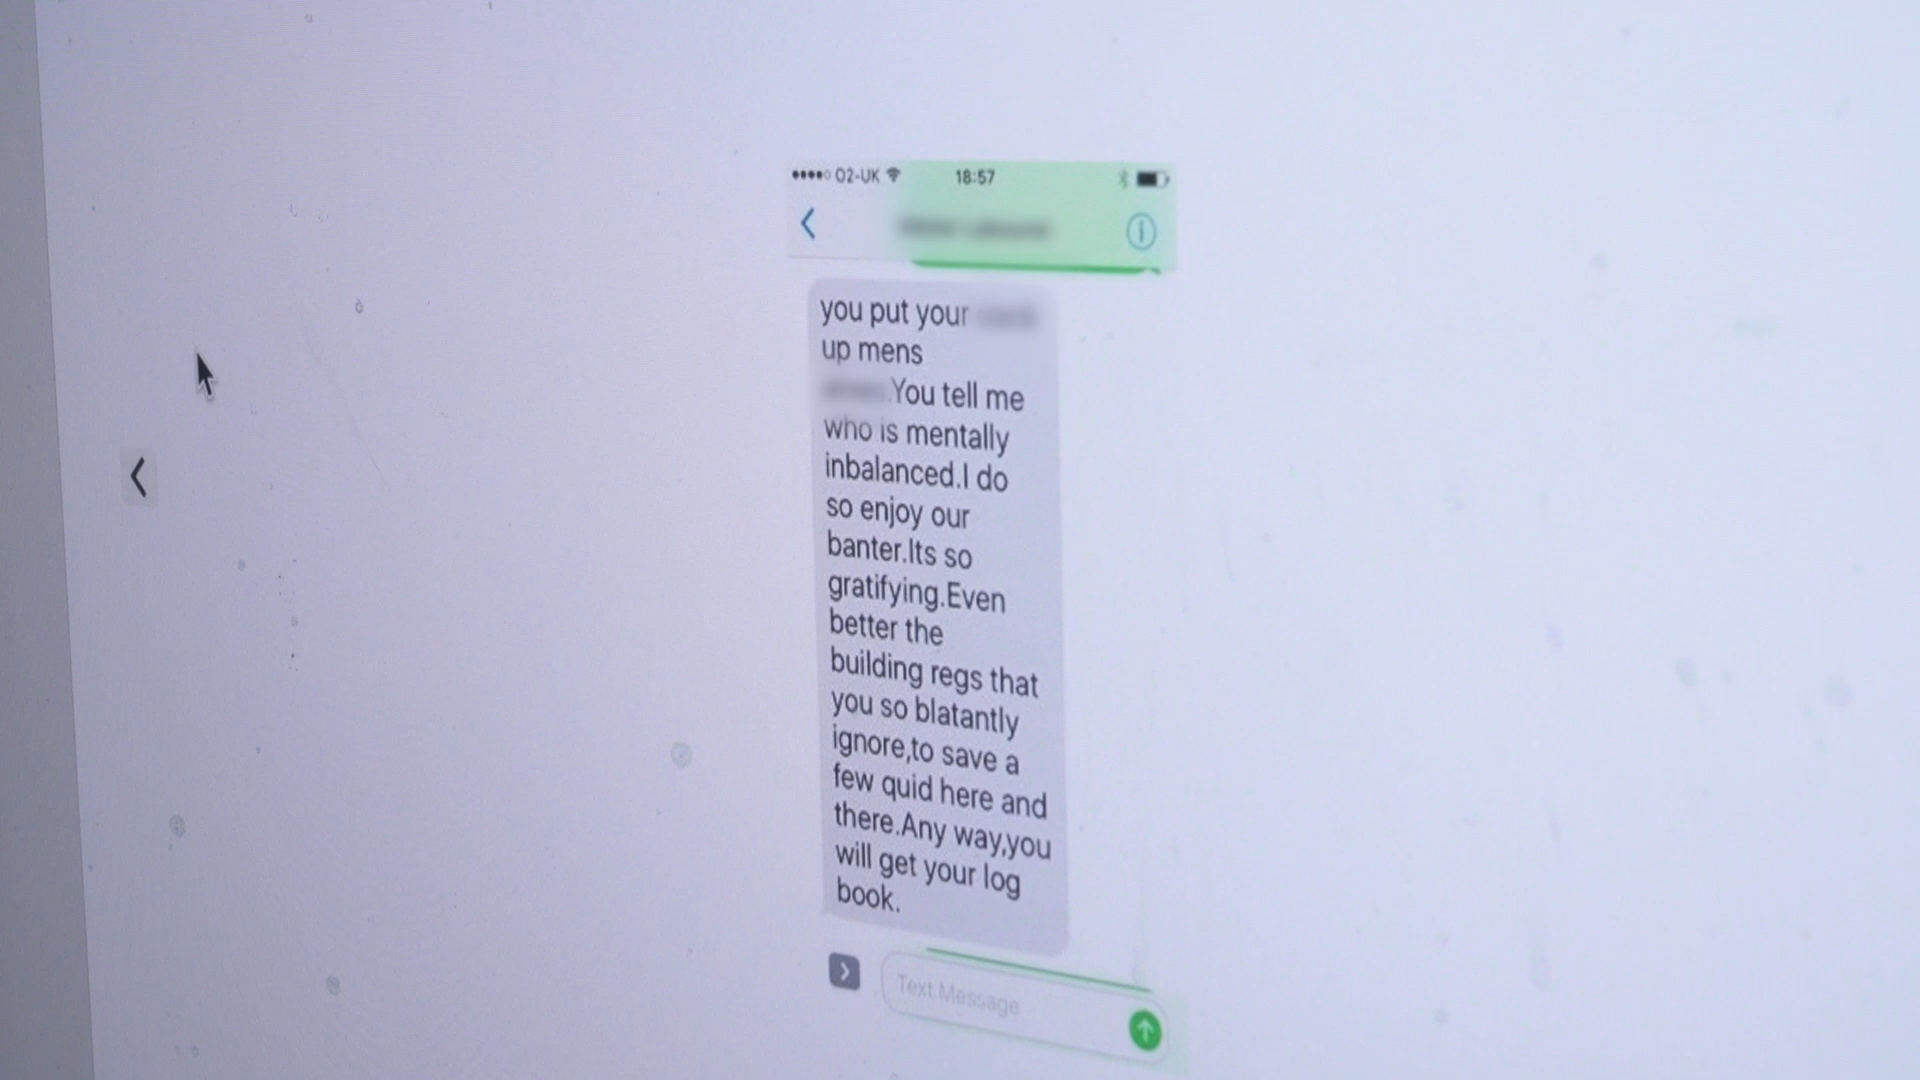 O2-UK 18:57
you put your
up mens
.You tell me
who is mentally
inbalanced.I do
so enjoy our
banter.Its so
gratifying.Even
better the
building regs that
you so blatantly
ignore,to save a
few quid here and
there.Any way,you
will get your log
book.
Text Message